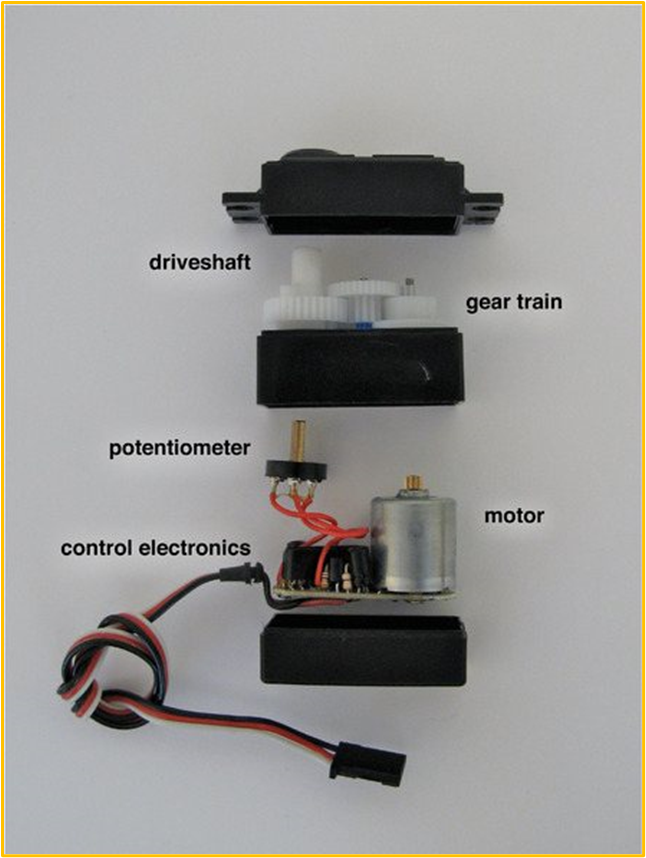 driveshaft
gear train
potentiometer
motor
control electronics